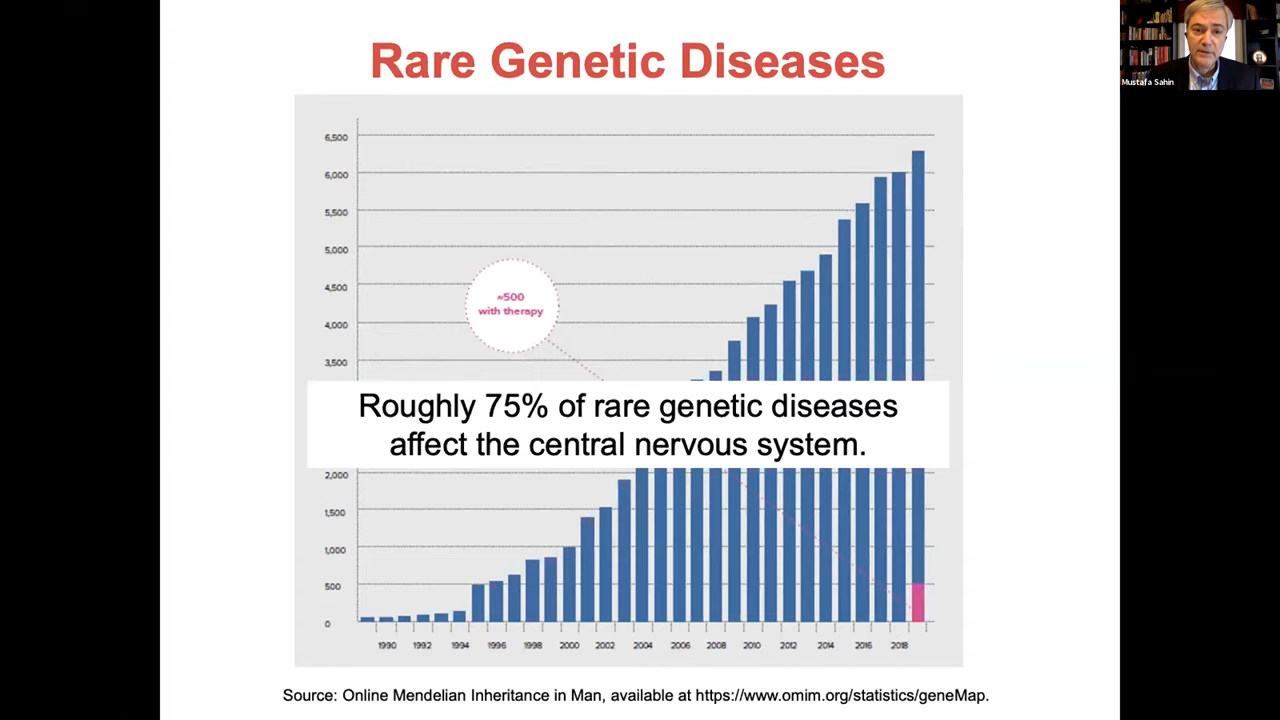 Rare Genetic Diseases
Mustafa Sahin
6,500
6,000
5,500
5,000
4,500
4,000
3,500
≈500
with therapy
Roughly 75% of rare genetic diseases
affect the central nervous system.
2,000
1,500
1,000
500
0
1990 1992 1994 1996 1998 2000 2002 2004 2006 2008 2010 2012 2014 2016 2018
Source: Online Mendelian Inheritance in Man, available at https://www.omim.org/statistics/geneMap.